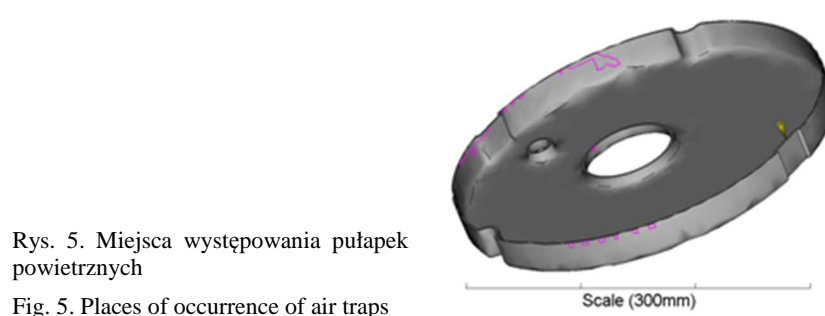 Rys. 5. Miejsca występowania pułapek
powietrznych
Fig. 5. Places of occurrence of air traps
Scale (300mm)